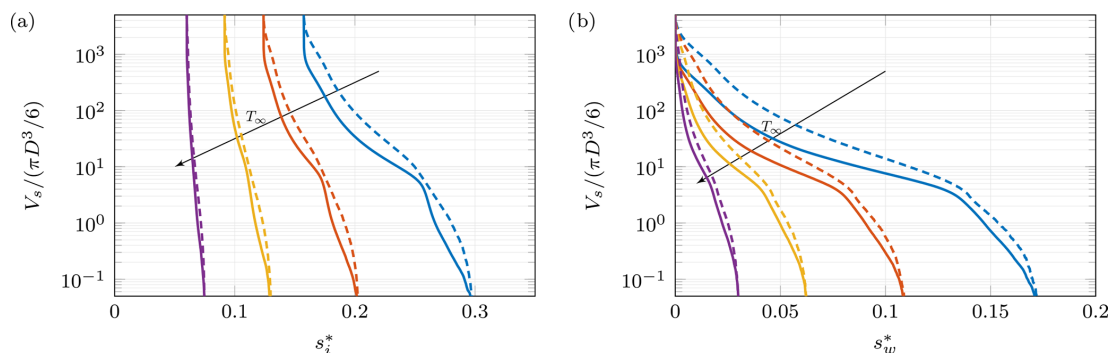 (a)
V_s/(πD^3/6)
10^3
10^2
10^1
10^0
10^−1
T_∞
0 0.1 0.2 0.3
s_i^*
(b)
V_s/(πD^3/6)
10^3
10^2
10^1
10^0
10^−1
T_∞
0 0.05 0.1 0.15 0.2
s_w^*